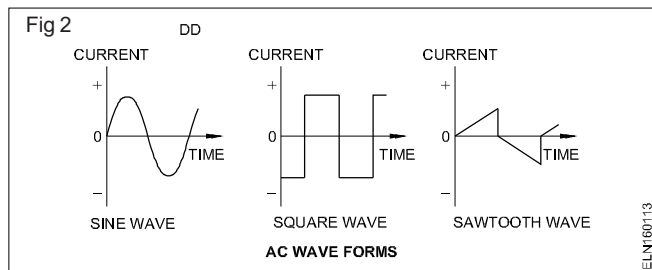 Fig 2
DD
CURRENT
+
0
–
TIME
SINE WAVE
CURRENT
+
0
–
TIME
SQUARE WAVE
CURRENT
+
0
–
TIME
SAWTOOTH WAVE
AC WAVE FORMS
ELN160113